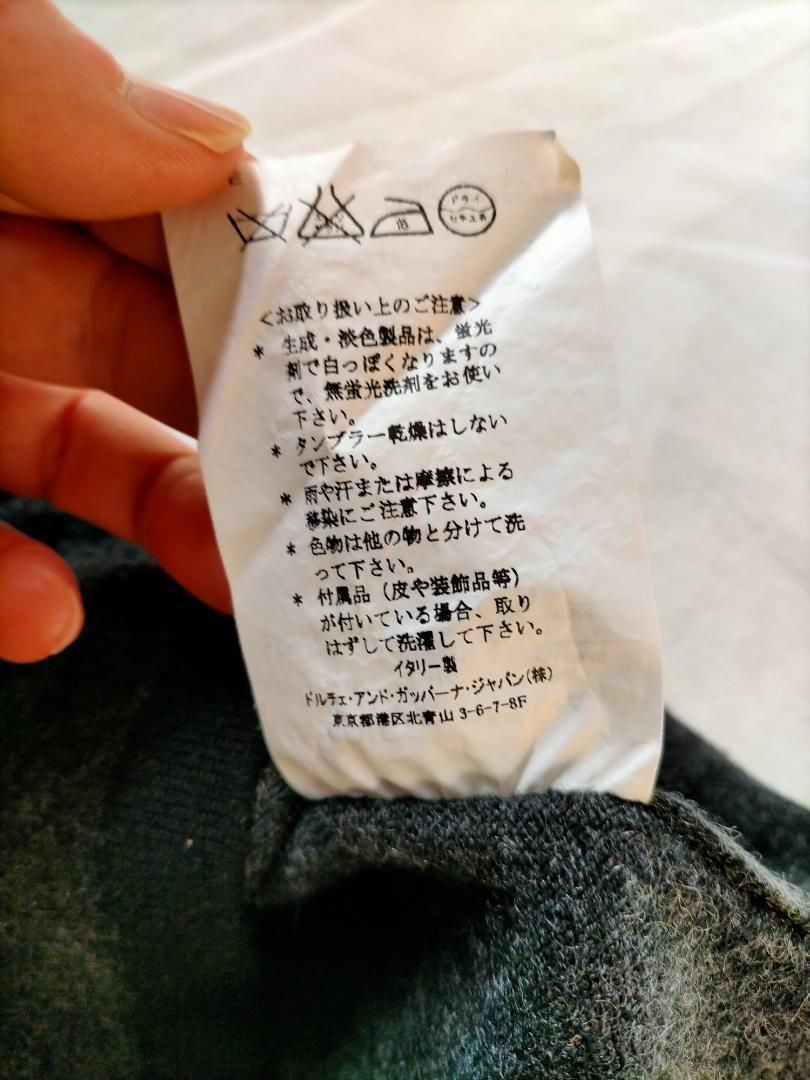 ドライ
セキユ系
<お取り扱い上のご注意>
* 生成・淡色製品は、蛍光
剤で白っぽくなりますの
で、無蛍光洗剤をお使い
下さい。
* タンブラー乾燥はしない
で下さい。
* 雨や汗または摩擦による
移染にご注意下さい。
* 色物は他の物と分けて洗
って下さい。
* 付属品（皮や装飾品等）
が付いている場合、取り
はずして洗濯して下さい。
イタリー製
ドルチェ・アンド・ガッバーナ・ジャパン(株)
東京都港区北青山 3-6-7-8F